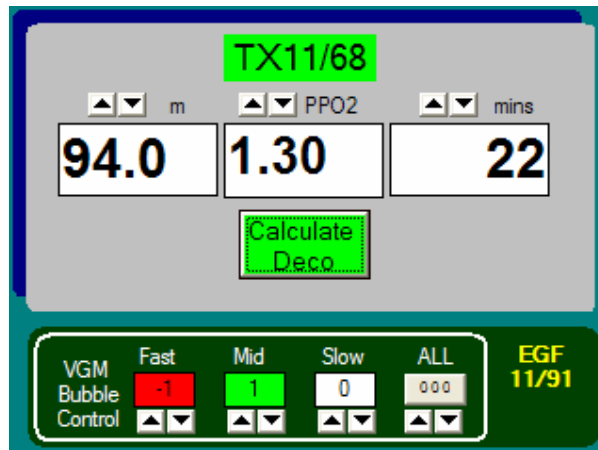 TX11/68
m PPO2 mins
94.0 1.30 22
Calculate
Deco
VGM
Bubble
Control
Fast Mid Slow ALL
-1 1 0 000
EGF
11/91